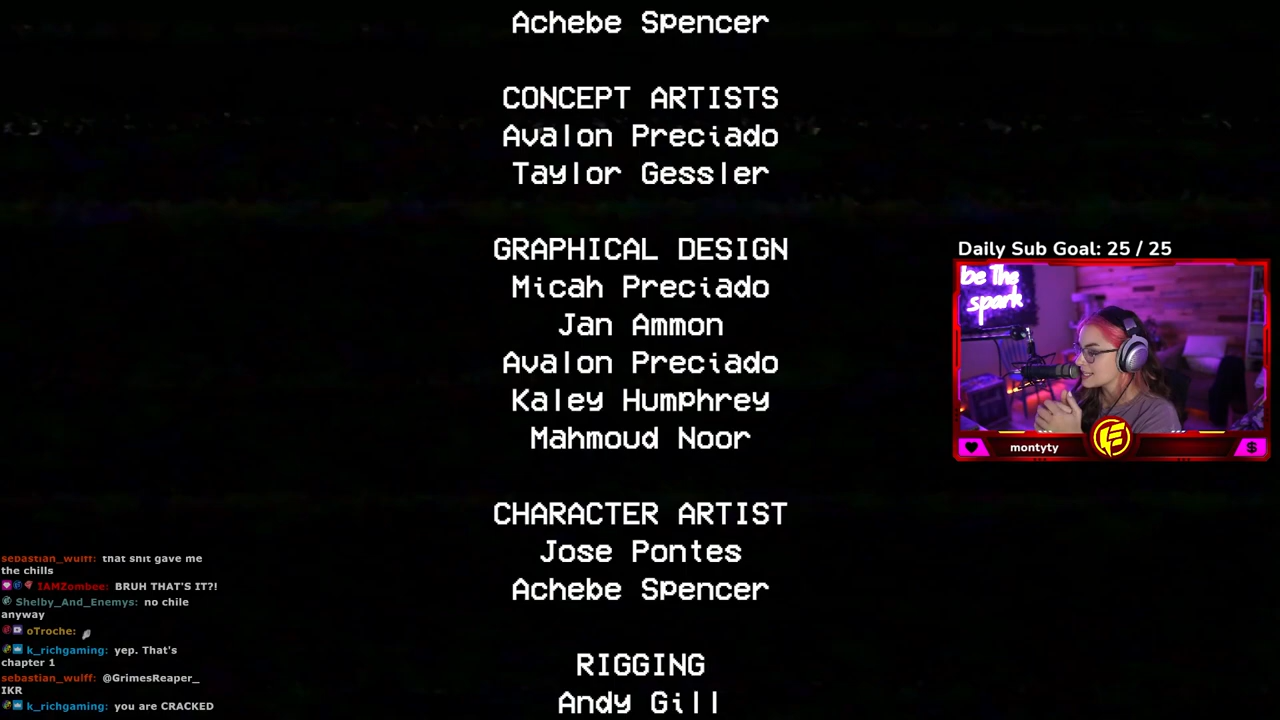 Achebe Spencer
CONCEPT ARTISTS
Avalon Preciado
Taylor Gessler
GRAPHICAL DESIGN
Micah Preciado
Jan Ammon
Avalon Preciado
Kaley Humphrey
Mahmoud Noor
CHARACTER ARTIST
Jose Pontes
Achebe Spencer
RIGGING
Andy Gill
Daily Sub Goal: 25 / 25
be The
spark
montyty
$
sebastian_wulff: that shit gave me
the chills
IAMZombee: BRUH THAT'S IT?!
Shelby_And_Enemys: no chile
anyway
oTroche:
k_richgaming: yep. That's
chapter 1
sebastian_wulff: @GrimesReaper_
IKR
k_richgaming: you are CRACKED